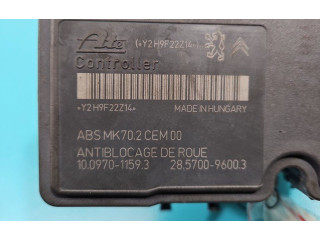 Ate (*Y2H9F22Z14*)
Controller
*Y2H9F22Z14* MADE IN HUNGARY
ABS MK70.2 CEM 00
ANTIBLOCAGE DE ROUE
10.0970-1159.3 28.5700-9600.3